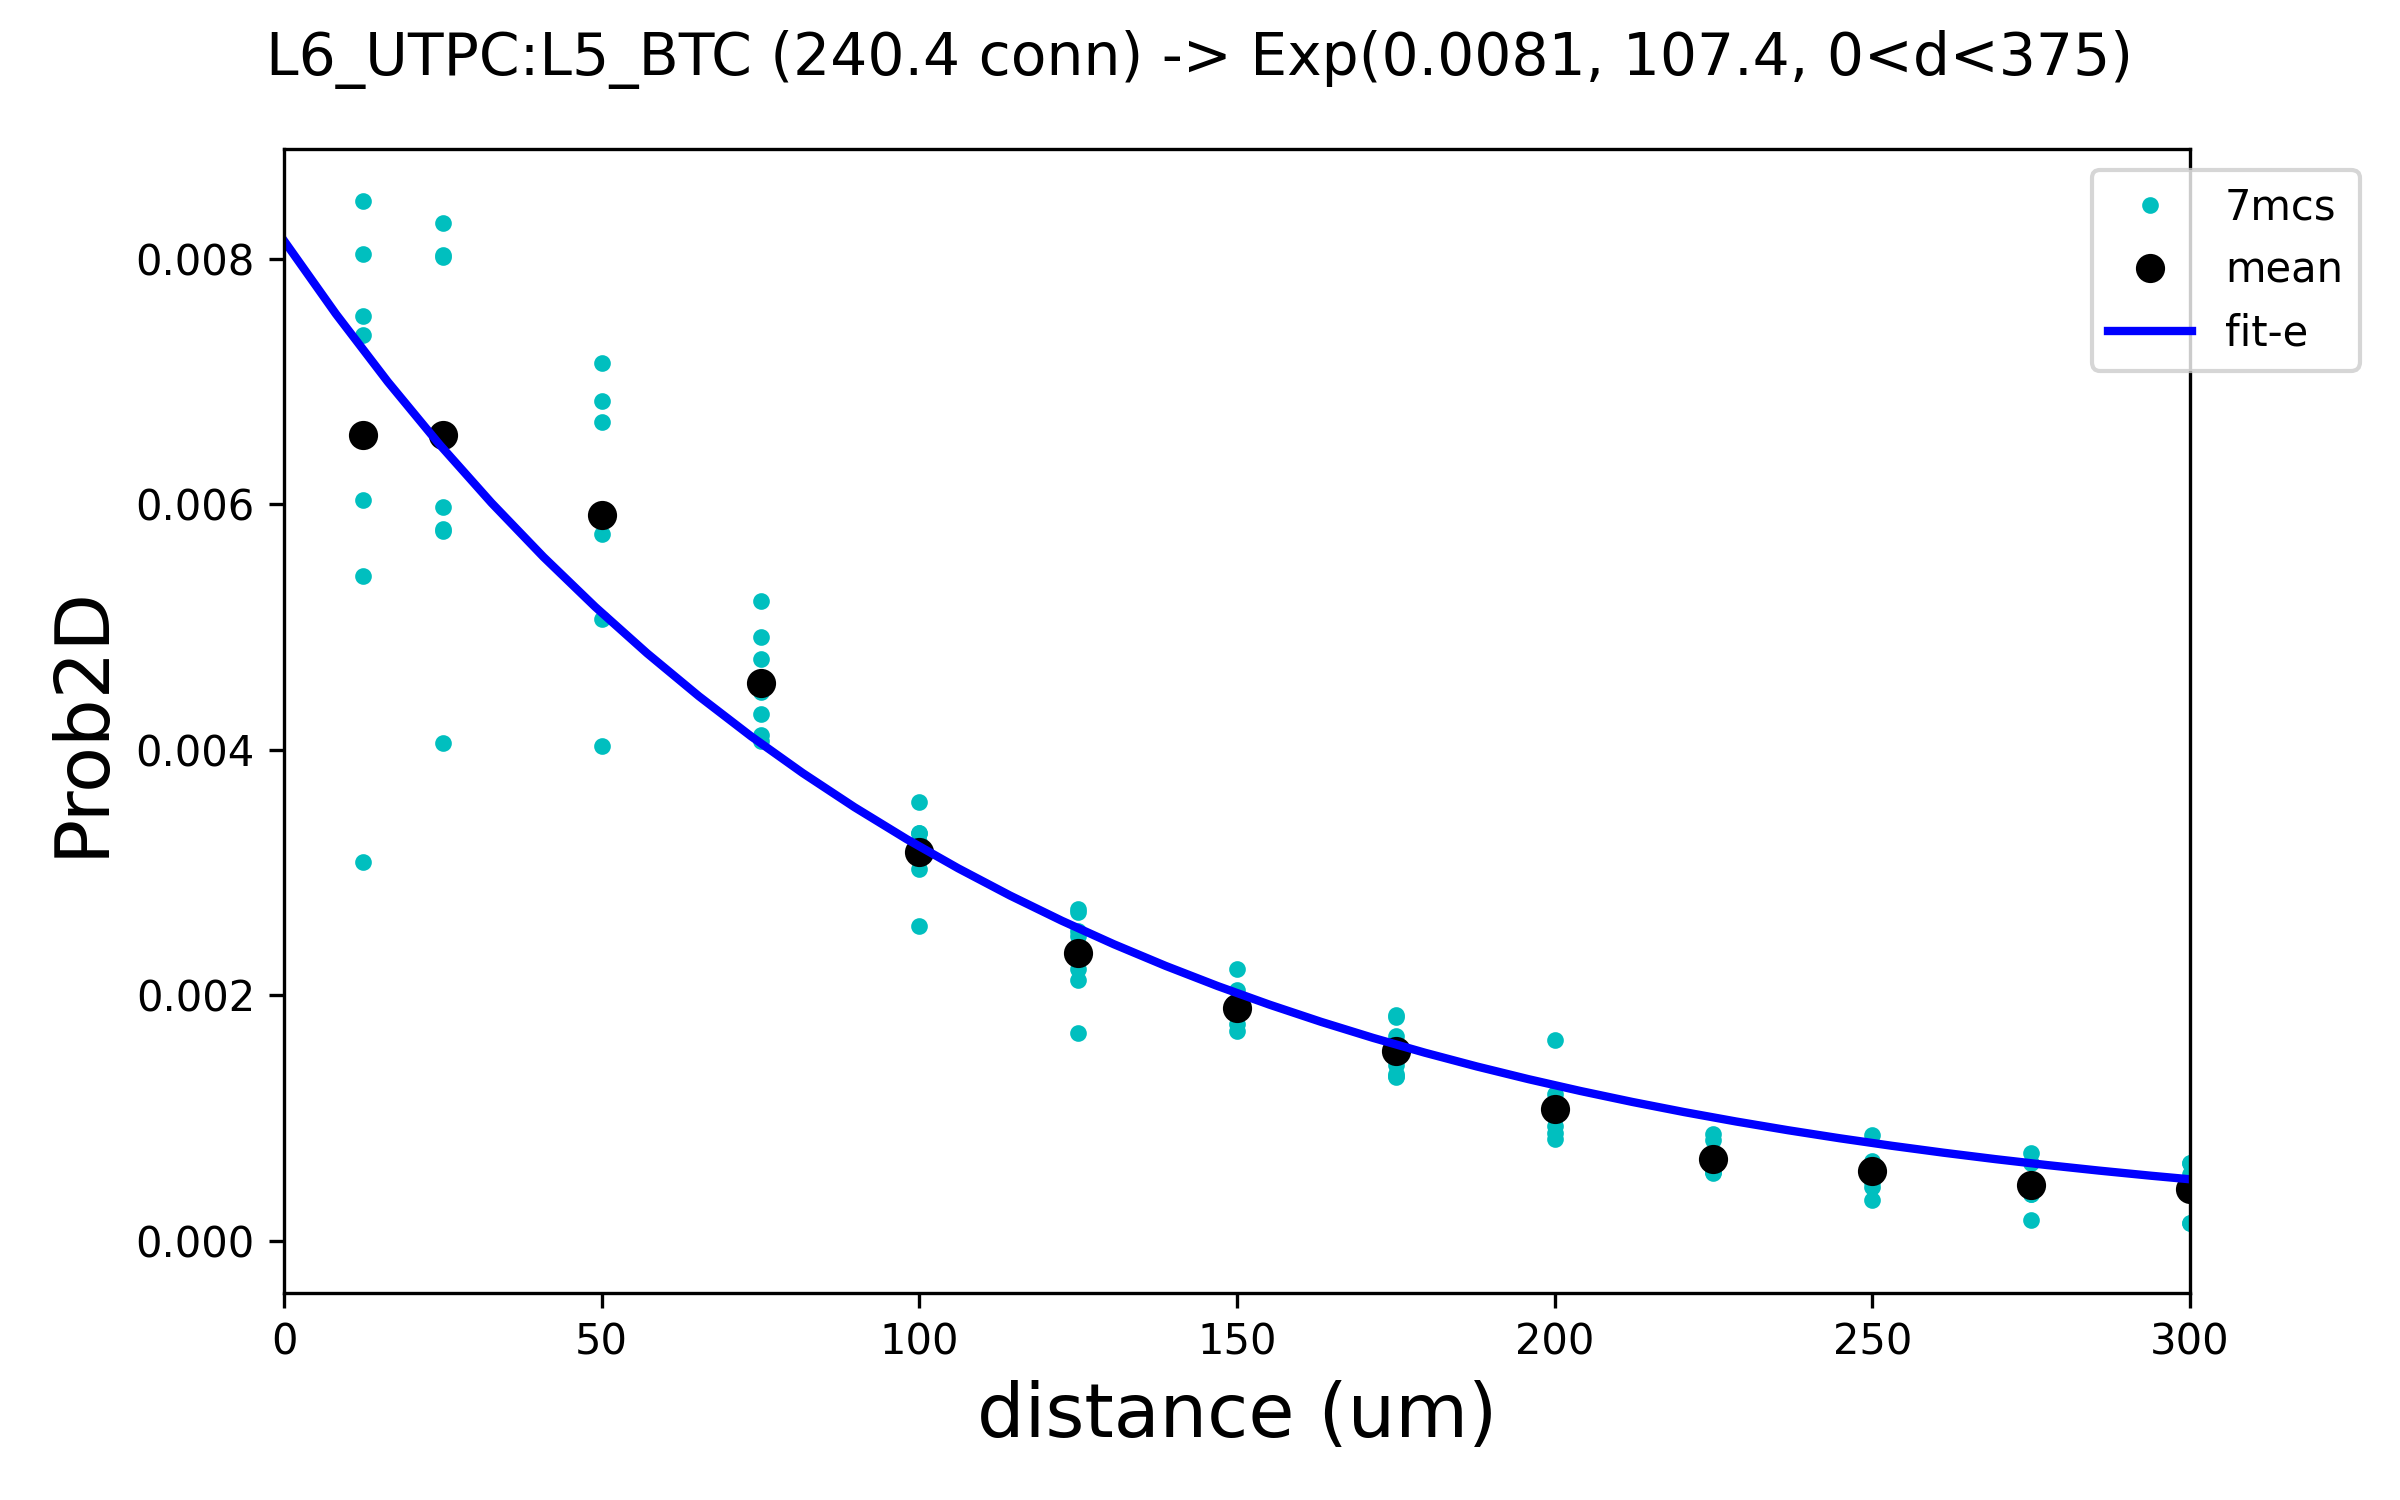 L6_UTPC:L5_BTC (240.4 conn) -> Exp(0.0081, 107.4, 0<d<375)
7mcs
mean
fit-e
Prob2D
0.008
0.006
0.004
0.002
0.000
0 50 100 150 200 250 300
distance (um)